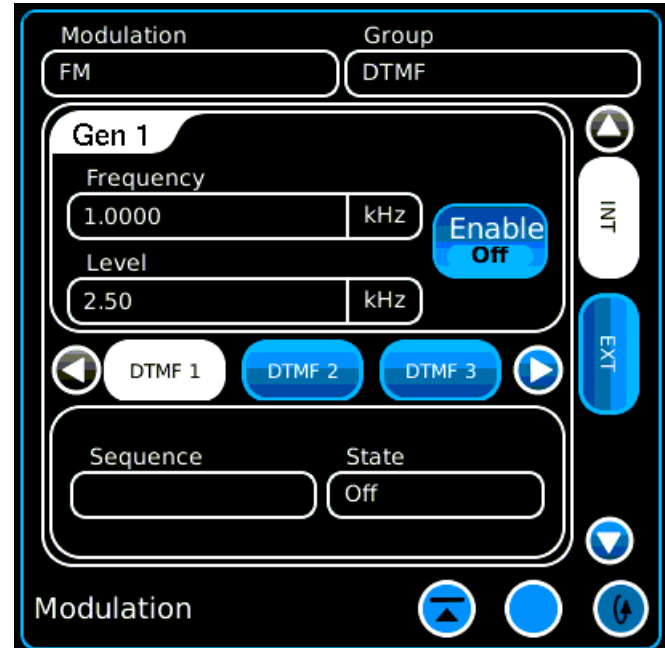 Modulation Group
FM DTMF
Gen 1
Frequency
1.0000 kHz
Enable
Off
Level
2.50 kHz
INT
EXT
DTMF 1 DTMF 2 DTMF 3
Sequence State
Off
Modulation